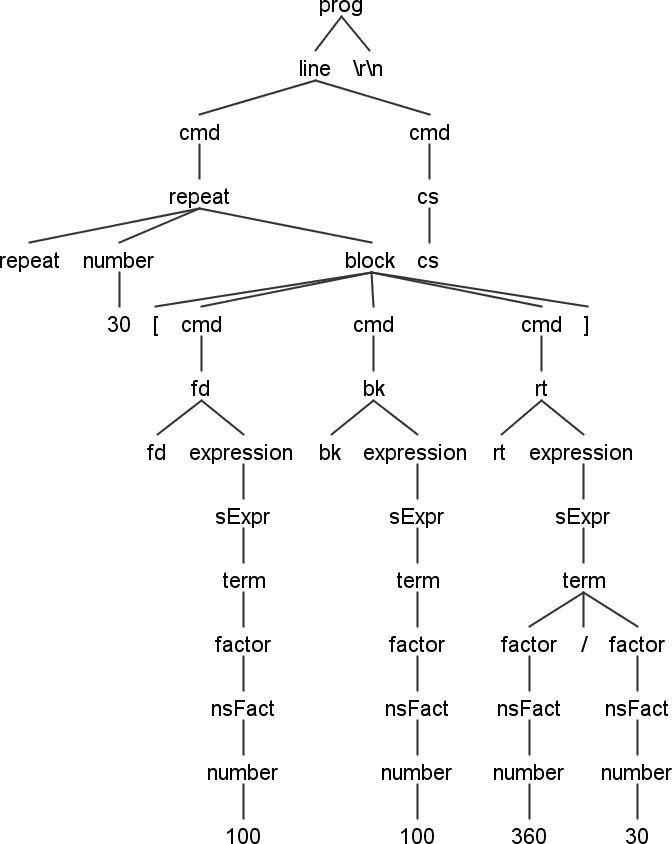 prog
line \r\n
cmd cmd
repeat cs
repeat number block cs
30 [ cmd cmd cmd ]
fd bk rt
fd expression bk expression rt expression
sExpr sExpr sExpr
term term term
factor factor factor / factor
nsFact nsFact nsFact nsFact
number number number number
100 100 360 30